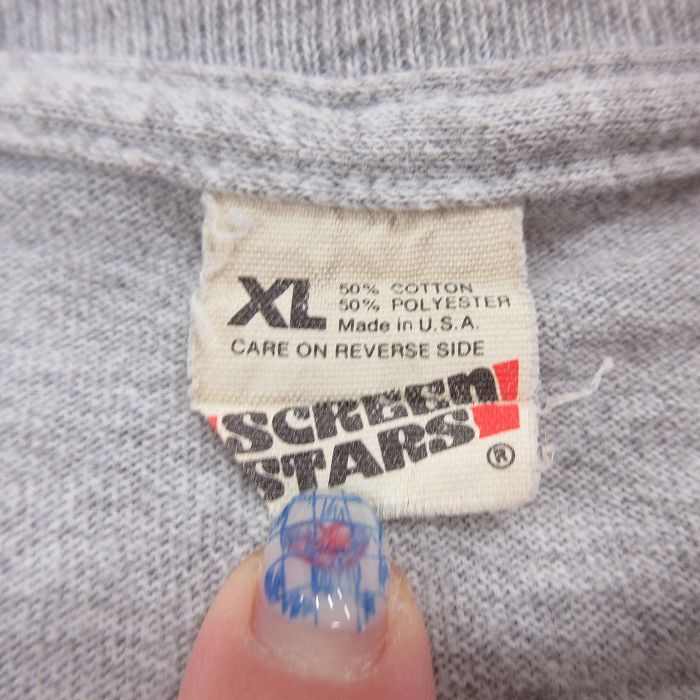 XL
50% COTTON
50% POLYESTER
Made in U.S.A.
CARE ON REVERSE SIDE
SCREEN
STARS
®